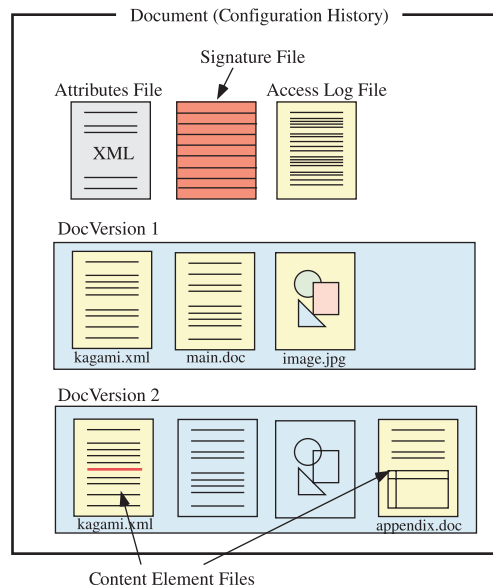 Document (Configuration History)
Signature File
Attributes File
Access Log File
XML
DocVersion 1
kagami.xml
main.doc
image.jpg
DocVersion 2
kagami.xml
appendix.doc
Content Element Files